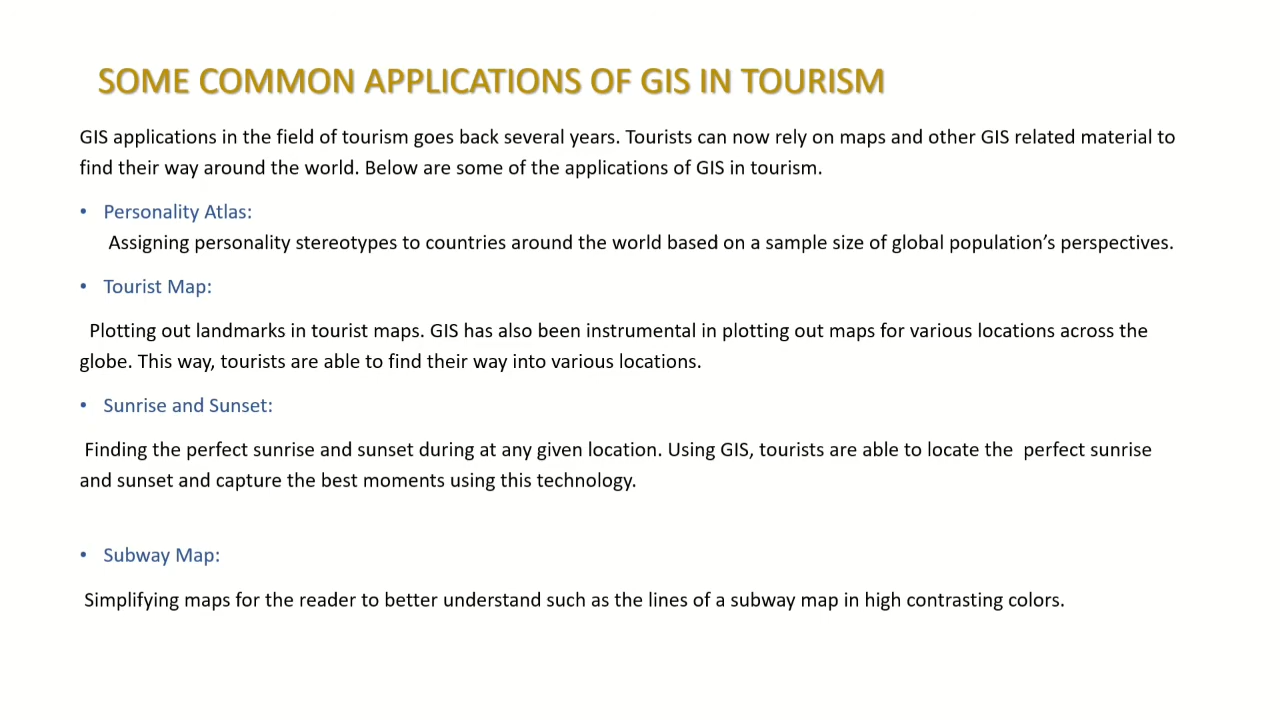 SOME COMMON APPLICATIONS OF GIS IN TOURISM
GIS applications in the field of tourism goes back several years. Tourists can now rely on maps and other GIS related material to
find their way around the world. Below are some of the applications of GIS in tourism.
• Personality Atlas:
Assigning personality stereotypes to countries around the world based on a sample size of global population’s perspectives.
• Tourist Map:
Plotting out landmarks in tourist maps. GIS has also been instrumental in plotting out maps for various locations across the
globe. This way, tourists are able to find their way into various locations.
• Sunrise and Sunset:
Finding the perfect sunrise and sunset during at any given location. Using GIS, tourists are able to locate the  perfect sunrise
and sunset and capture the best moments using this technology.
• Subway Map:
Simplifying maps for the reader to better understand such as the lines of a subway map in high contrasting colors.